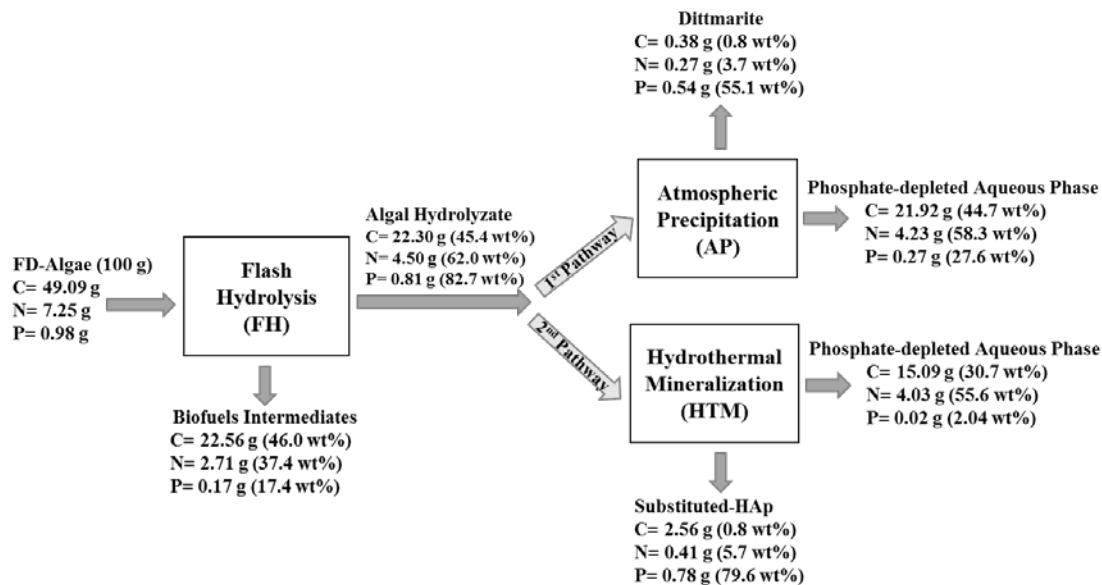 FD-Algae (100 g)
C= 49.09 g
N= 7.25 g
P= 0.98 g
Flash
Hydrolysis
(FH)
Biofuels Intermediates
C= 22.56 g (46.0 wt%)
N= 2.71 g (37.4 wt%)
P= 0.17 g (17.4 wt%)
Algal Hydrolyzate
C= 22.30 g (45.4 wt%)
N= 4.50 g (62.0 wt%)
P= 0.81 g (82.7 wt%)
1st Pathway
2nd Pathway
Dittmarite
C= 0.38 g (0.8 wt%)
N= 0.27 g (3.7 wt%)
P= 0.54 g (55.1 wt%)
Atmospheric
Precipitation
(AP)
Phosphate-depleted Aqueous Phase
C= 21.92 g (44.7 wt%)
N= 4.23 g (58.3 wt%)
P= 0.27 g (27.6 wt%)
Hydrothermal
Mineralization
(HTM)
Phosphate-depleted Aqueous Phase
C= 15.09 g (30.7 wt%)
N= 4.03 g (55.6 wt%)
P= 0.02 g (2.04 wt%)
Substituted-HAp
C= 2.56 g (0.8 wt%)
N= 0.41 g (5.7 wt%)
P= 0.78 g (79.6 wt%)